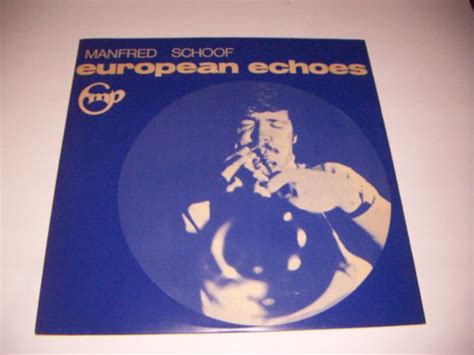 MANFRED SCHOOF
european echoes
fmp